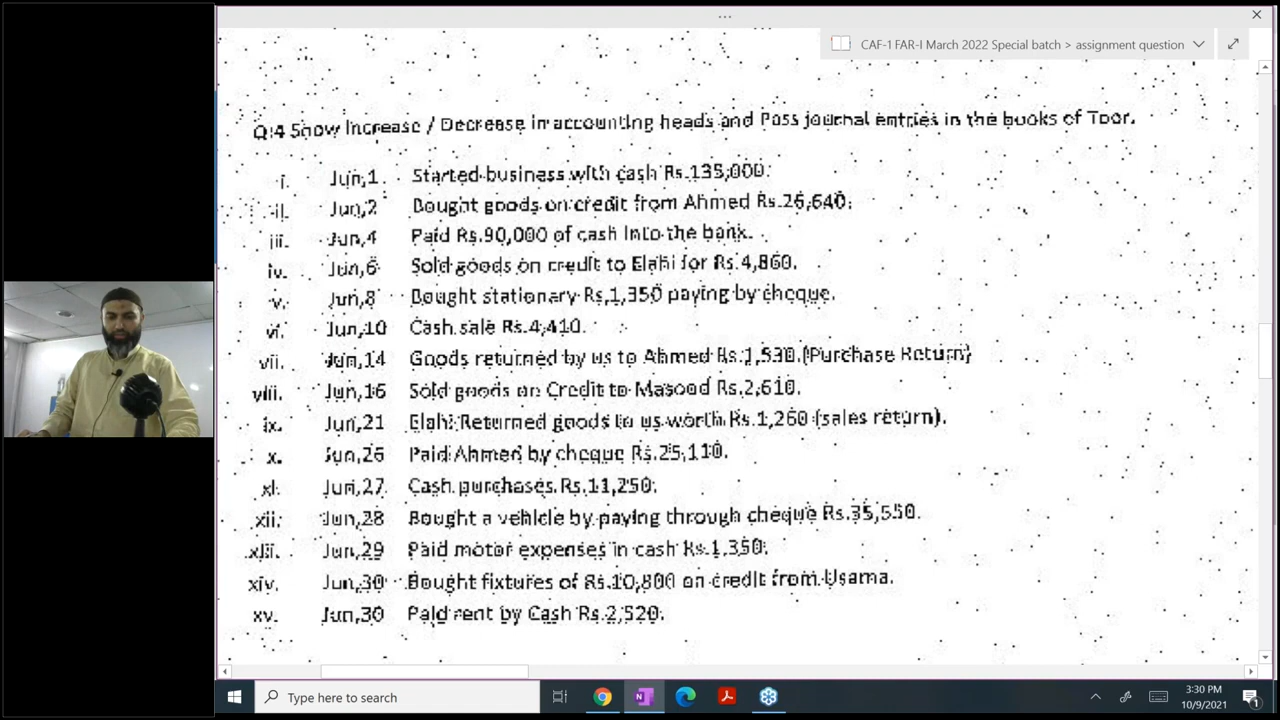 CAF-1 FAR-I March 2022 Special batch > assignment question
Q:4 Show Increase / Decrease in accounting heads and Pass journal entries in the books of Toor.
i. Jun,1 Started business with cash Rs.135,000.
ii. Jun,2 Bought goods on credit from Ahmed Rs.26,640.
iii. Jun,4 Paid Rs.90,000 of cash into the bank.
iv. Jun,6 Sold goods on credit to Elahi for Rs.4,860.
v. Jun,8 Bought stationary Rs,1,350 paying by cheque.
vi. Jun,10 Cash sale Rs.4,410.
vii. Jun,14 Goods returned by us to Ahmed Rs.1,530.(Purchase Return)
viii. Jun,16 Sold goods on Credit to Masood Rs.2,610.
ix. Jun,21 Elahi Returned goods to us worth Rs.1,260 (sales return).
x. Jun,26 Paid Ahmed by cheque Rs.25,110.
xi. Jun,27 Cash purchases Rs.11,250.
xii. Jun,28 Bought a vehicle by paying through cheque Rs.35,550.
xiii. Jun,29 Paid motor expenses in cash Rs.1,350.
xiv. Jun,30 Bought fixtures of Rs.10,800 on credit from Usama.
xv. Jun,30 Paid rent by Cash Rs.2,520.
Type here to search
3:30 PM
10/9/2021
1